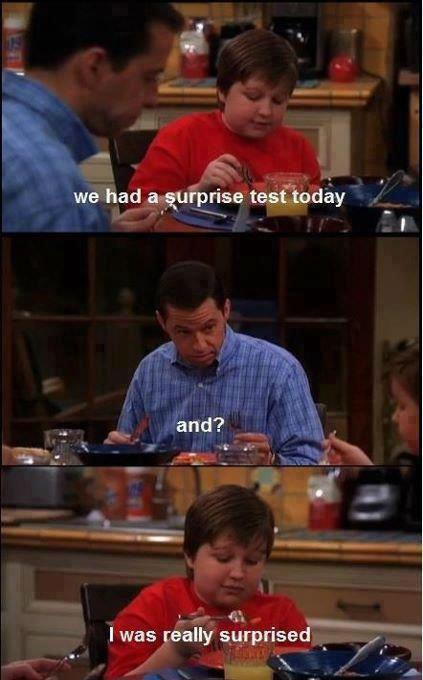 we had a surprise test today
and?
I was really surprised